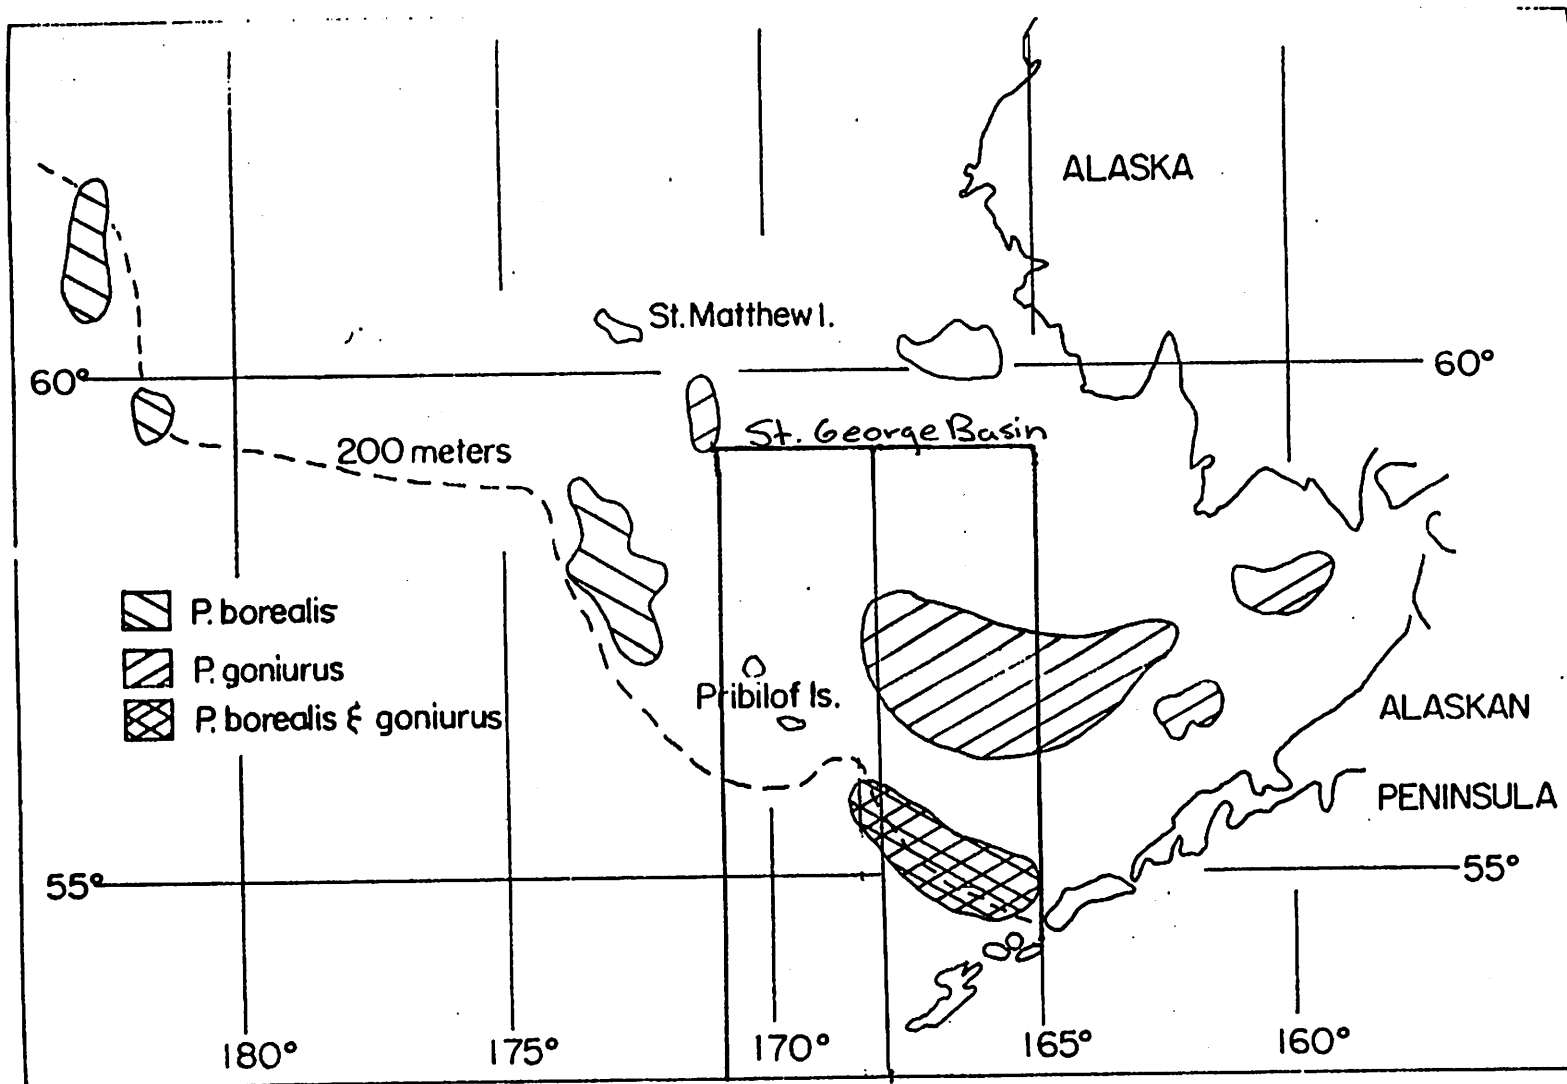 ALASKA
St. Matthew I.
60°
60°
St. George Basin
200 meters
P. borealis
P. goniurus
P. borealis & goniurus
Pribilof Is.
ALASKAN
PENINSULA
55°
55°
180°
175°
170°
165°
160°